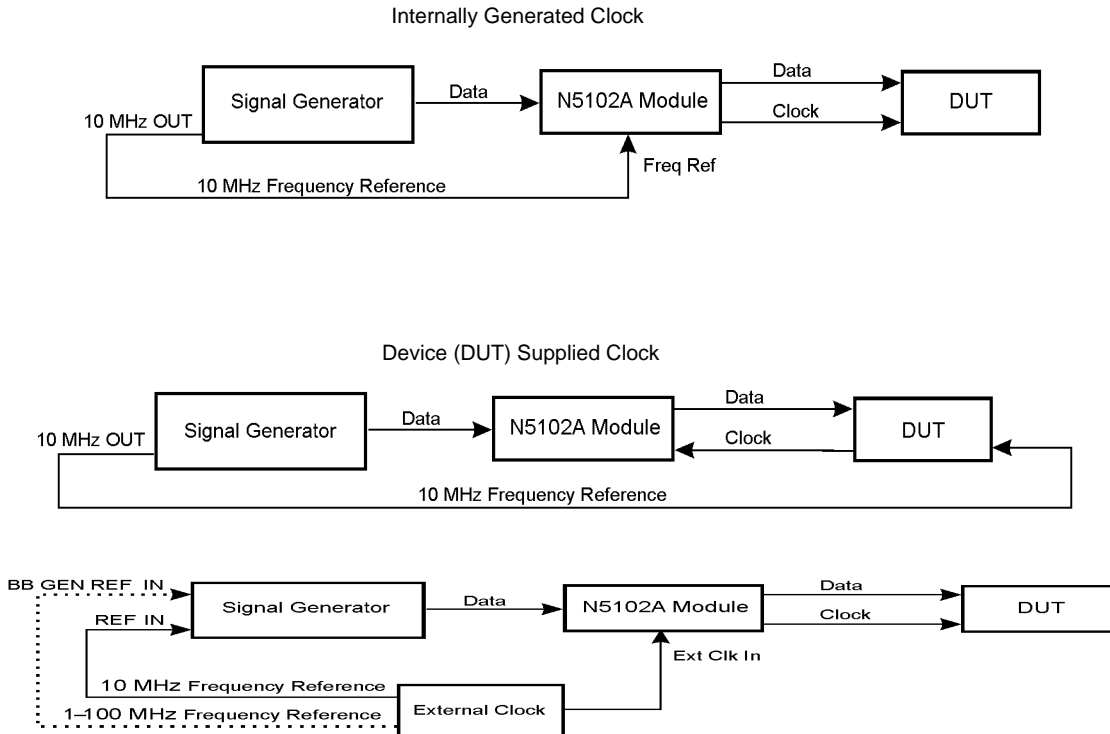 Internally Generated Clock
Signal Generator
Data
N5102A Module
Data
Clock
DUT
10 MHz OUT
Freq Ref
10 MHz Frequency Reference
Device (DUT) Supplied Clock
Signal Generator
Data
N5102A Module
Data
Clock
DUT
10 MHz OUT
10 MHz Frequency Reference
BB GEN REF IN
REF IN
Signal Generator
Data
N5102A Module
Data
Clock
DUT
Ext Clk In
10 MHz Frequency Reference
1–100 MHz Frequency Reference
External Clock